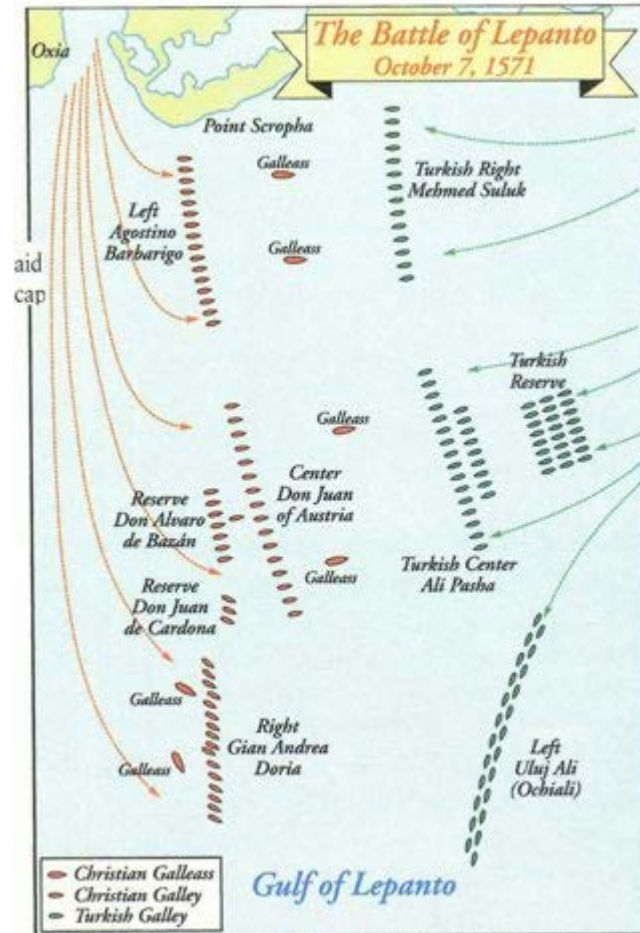 The Battle of Lepanto
October 7, 1571
Oxia
Point Scropha
Galleass
Turkish Right
Mehmed Suluk
Left
Agostino
Barbarigo
Galleass
aid
cap
Turkish
Reserve
Galleass
Center
Don Juan
of Austria
Reserve
Don Alvaro
de Bazán
Galleass
Turkish Center
Ali Pasha
Reserve
Don Juan
de Cardona
Galleass
Right
Gian Andrea
Doria
Galleass
Left
Uluj Ali
(Ochiali)
Christian Galleass
Christian Galley
Turkish Galley
Gulf of Lepanto